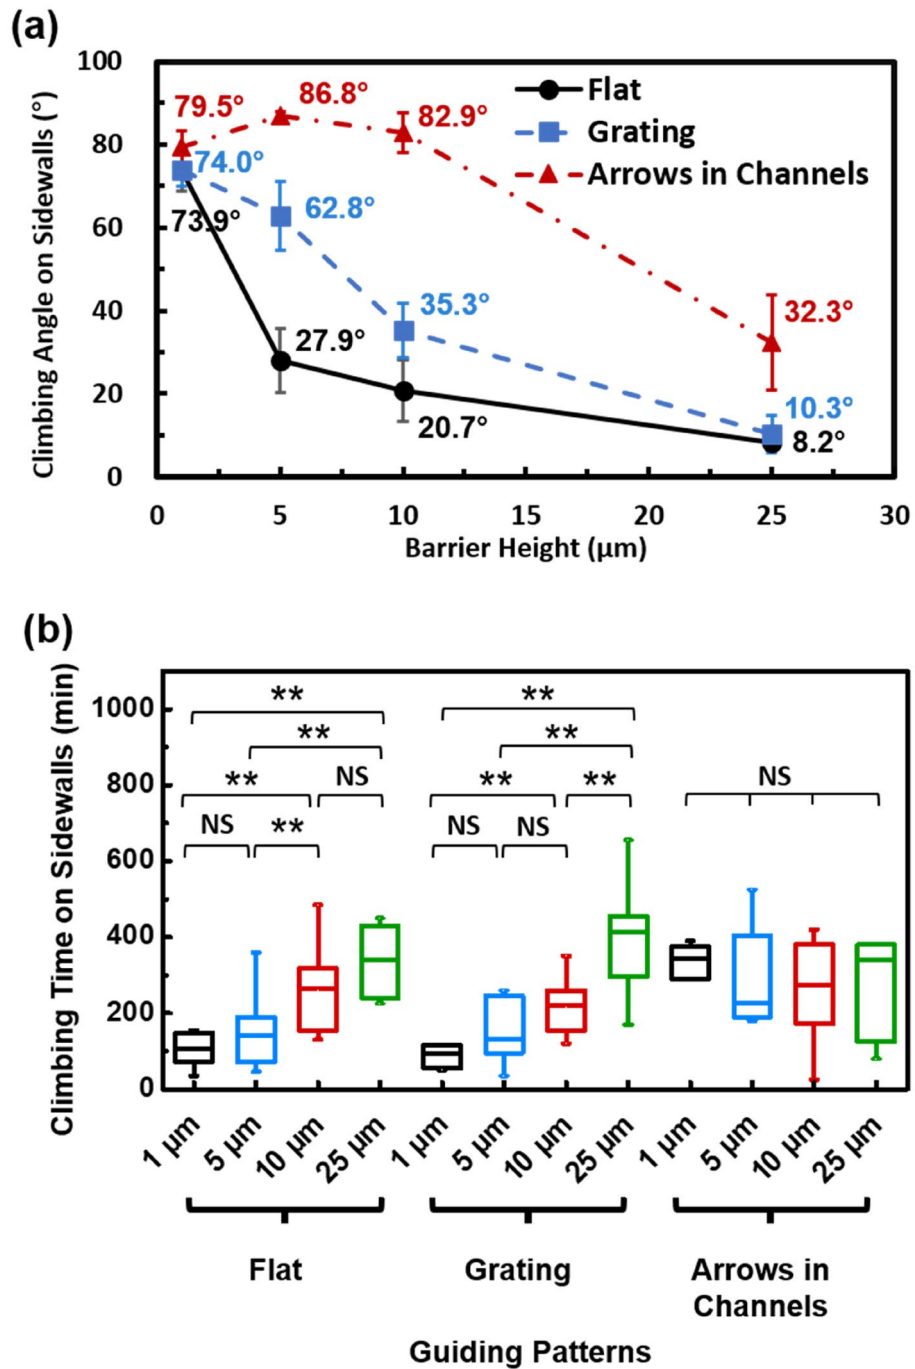 (a)
Climbing Angle on Sidewalls (°)
100
80
60
40
20
0
79.5°
86.8°
82.9°
32.3°
74.0°
62.8°
35.3°
10.3°
73.9°
27.9°
20.7°
8.2°
Flat
Grating
Arrows in Channels
0 5 10 15 20 25 30
Barrier Height (μm)
(b)
Climbing Time on Sidewalls (min)
1000
800
600
400
200
0
** **
** **
** NS ** ** NS
NS ** NS NS
1 μm 5 μm 10 μm 25 μm 1 μm 5 μm 10 μm 25 μm 1 μm 5 μm 10 μm 25 μm
Flat Grating Arrows in
Channels
Guiding Patterns